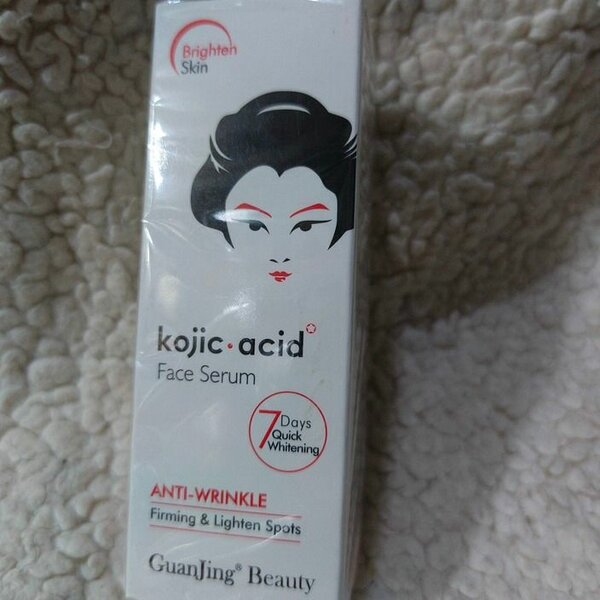 Brighten
Skin
kojic·acid
Face Serum
7 Days
Quick
Whitening
ANTI-WRINKLE
Firming & Lighten Spots
GuanJing® Beauty